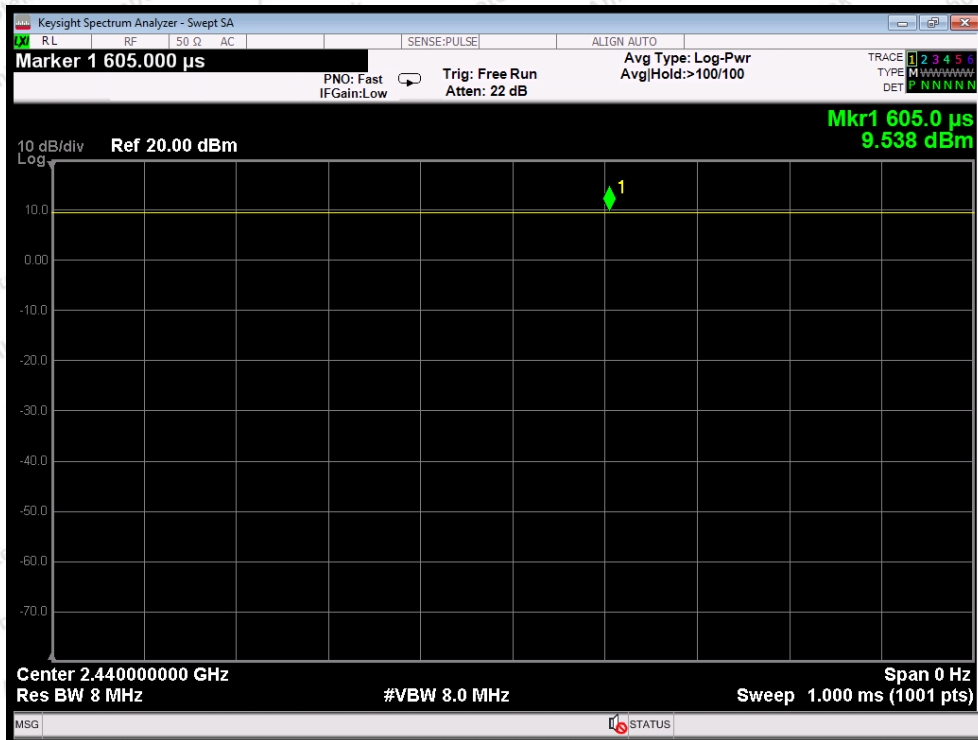 Keysight Spectrum Analyzer - Swept SA
LXI RL RF 50 Ω AC SENSE:PULSE ALIGN AUTO
Marker 1 605.000 µs
PNO: Fast
IFGain:Low
Trig: Free Run
Atten: 22 dB
Avg Type: Log-Pwr
Avg|Hold:>100/100
TRACE 1 2 3 4 5 6
TYPE M WWWWW
DET P N N N N N
Mkr1 605.0 µs
9.538 dBm
10 dB/div Ref 20.00 dBm
Log
1
10.0
0.00
-10.0
-20.0
-30.0
-40.0
-50.0
-60.0
-70.0
Center 2.440000000 GHz Span 0 Hz
Res BW 8 MHz #VBW 8.0 MHz Sweep 1.000 ms (1001 pts)
MSG STATUS